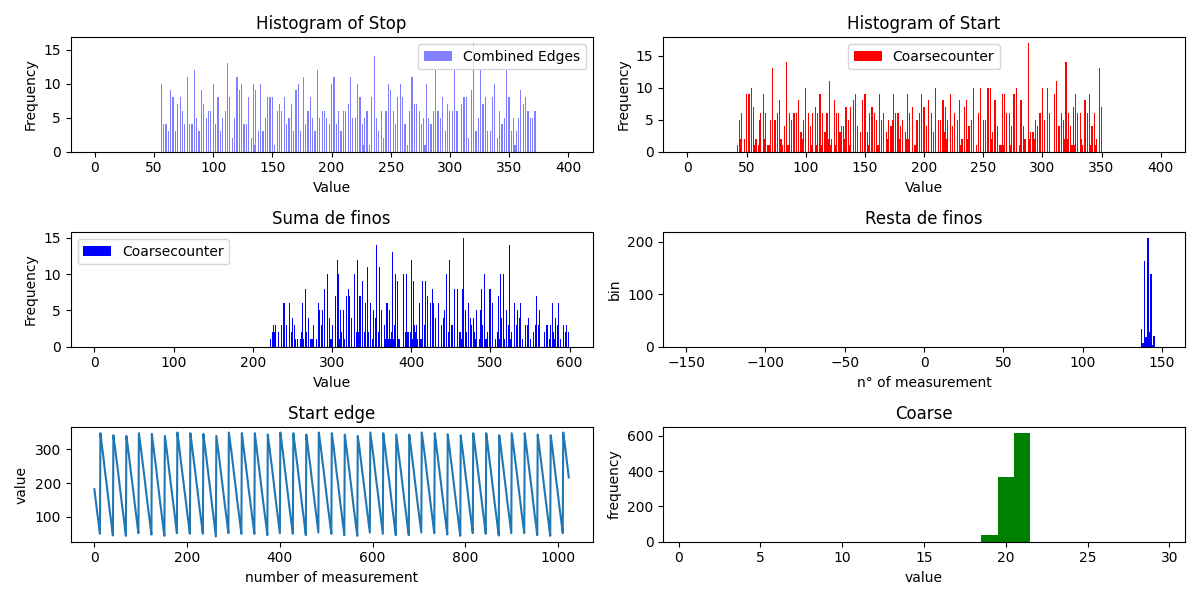 Histogram of Stop
Frequency
15
10
5
0
Combined Edges
0 50 100 150 200 250 300 350 400
Value
Histogram of Start
Frequency
15
10
5
0
Coarsecounter
0 50 100 150 200 250 300 350 400
Value
Suma de finos
Frequency
15
10
5
0
Coarsecounter
0 100 200 300 400 500 600
Value
Resta de finos
bin
200
100
0
−150 −100 −50 0 50 100 150
n° of measurement
Start edge
value
300
200
100
0 200 400 600 800 1000
number of measurement
Coarse
frequency
600
400
200
0
0 5 10 15 20 25 30
value